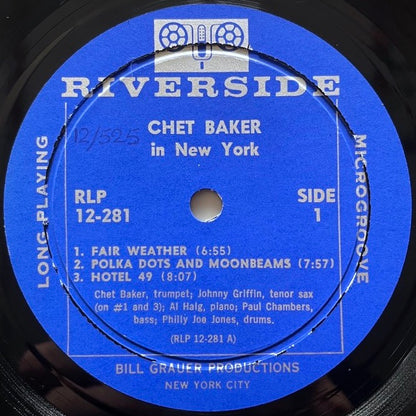 RIVERSIDE
CHET BAKER
12/525
in New York
LONG-PLAYING
MICROGROOVE
RLP
12-281
SIDE
1
1. FAIR WEATHER (6:55)
2. POLKA DOTS AND MOONBEAMS (7:57)
3. HOTEL 49 (8:07)
Chet Baker, trumpet; Johnny Griffin, tenor sax
(on #1 and 3); Al Haig, piano; Paul Chambers,
bass; Philly Joe Jones, drums.
(RLP 12-281 A)
BILL GRAUER PRODUCTIONS
NEW YORK CITY